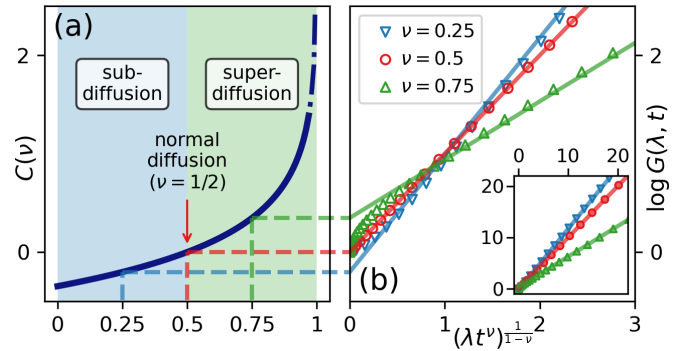 (a)
sub-
diffusion
super-
diffusion
normal
diffusion
(ν = 1/2)
C(ν)
2
0
0
0.25
0.5
0.75
1
ν = 0.25
ν = 0.5
ν = 0.75
(b)
0
10
20
20
10
0
log G(λ, t)
2
0
0
1
2
3
(λt^ν)^{1/(1−ν)}